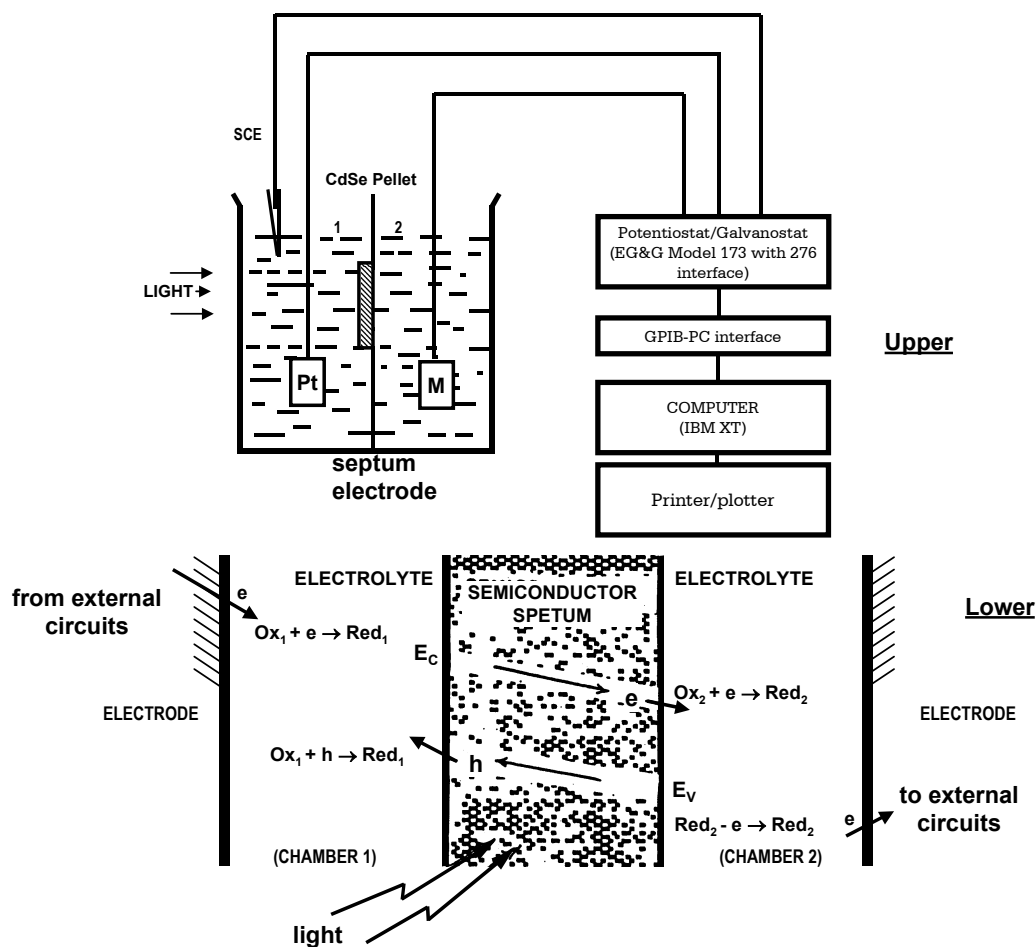 SCE
CdSe Pellet
1
2
LIGHT
Pt
M
septum
electrode
Potentiostat/Galvanostat
(EG&G Model 173 with 276
interface)
GPIB-PC interface
COMPUTER
(IBM XT)
Printer/plotter
Upper
Lower
from external
circuits
e
ELECTROLYTE
Ox₁ + e → Red₁
ELECTRODE
Ox₁ + h → Red₁
(CHAMBER 1)
SEMICONDUCTOR
SPETUM
E_C
e
h
E_V
light
ELECTROLYTE
Ox₂ + e → Red₂
Red₂ - e → Red₂
(CHAMBER 2)
ELECTRODE
e
to external
circuits